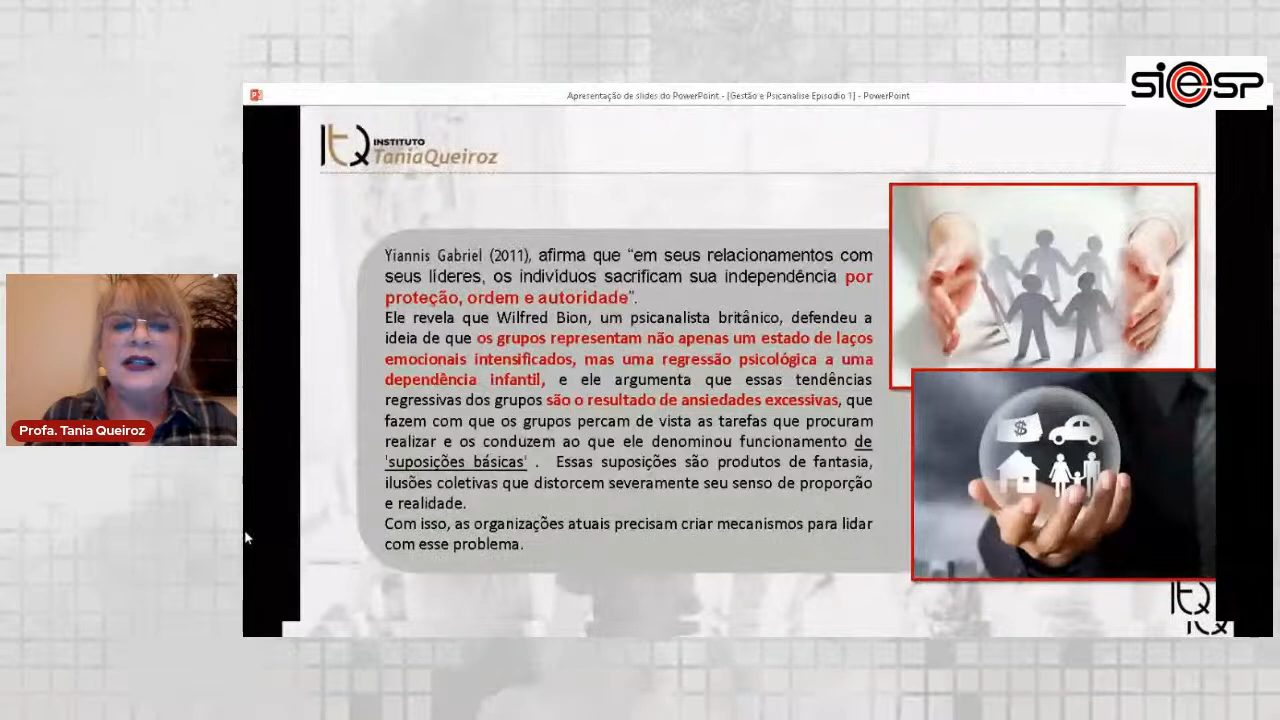 siesp
Apresentação de slides do PowerPoint - [Gestão e Psicanalise Episodio 1] - PowerPoint
INSTITUTO
TaniaQueiroz
Yiannis Gabriel (2011), afirma que “em seus relacionamentos com
seus líderes, os indivíduos sacrificam sua independência por
proteção, ordem e autoridade”.
Ele revela que Wilfred Bion, um psicanalista britânico, defendeu a
ideia de que os grupos representam não apenas um estado de laços
emocionais intensificados, mas uma regressão psicológica a uma
dependência infantil, e ele argumenta que essas tendências
regressivas dos grupos são o resultado de ansiedades excessivas, que
fazem com que os grupos percam de vista as tarefas que procuram
realizar e os conduzem ao que ele denominou funcionamento de
'suposições básicas' . Essas suposições são produtos de fantasia,
ilusões coletivas que distorcem severamente seu senso de proporção
e realidade.
Com isso, as organizações atuais precisam criar mecanismos para lidar
com esse problema.
$
Profa. Tania Queiroz